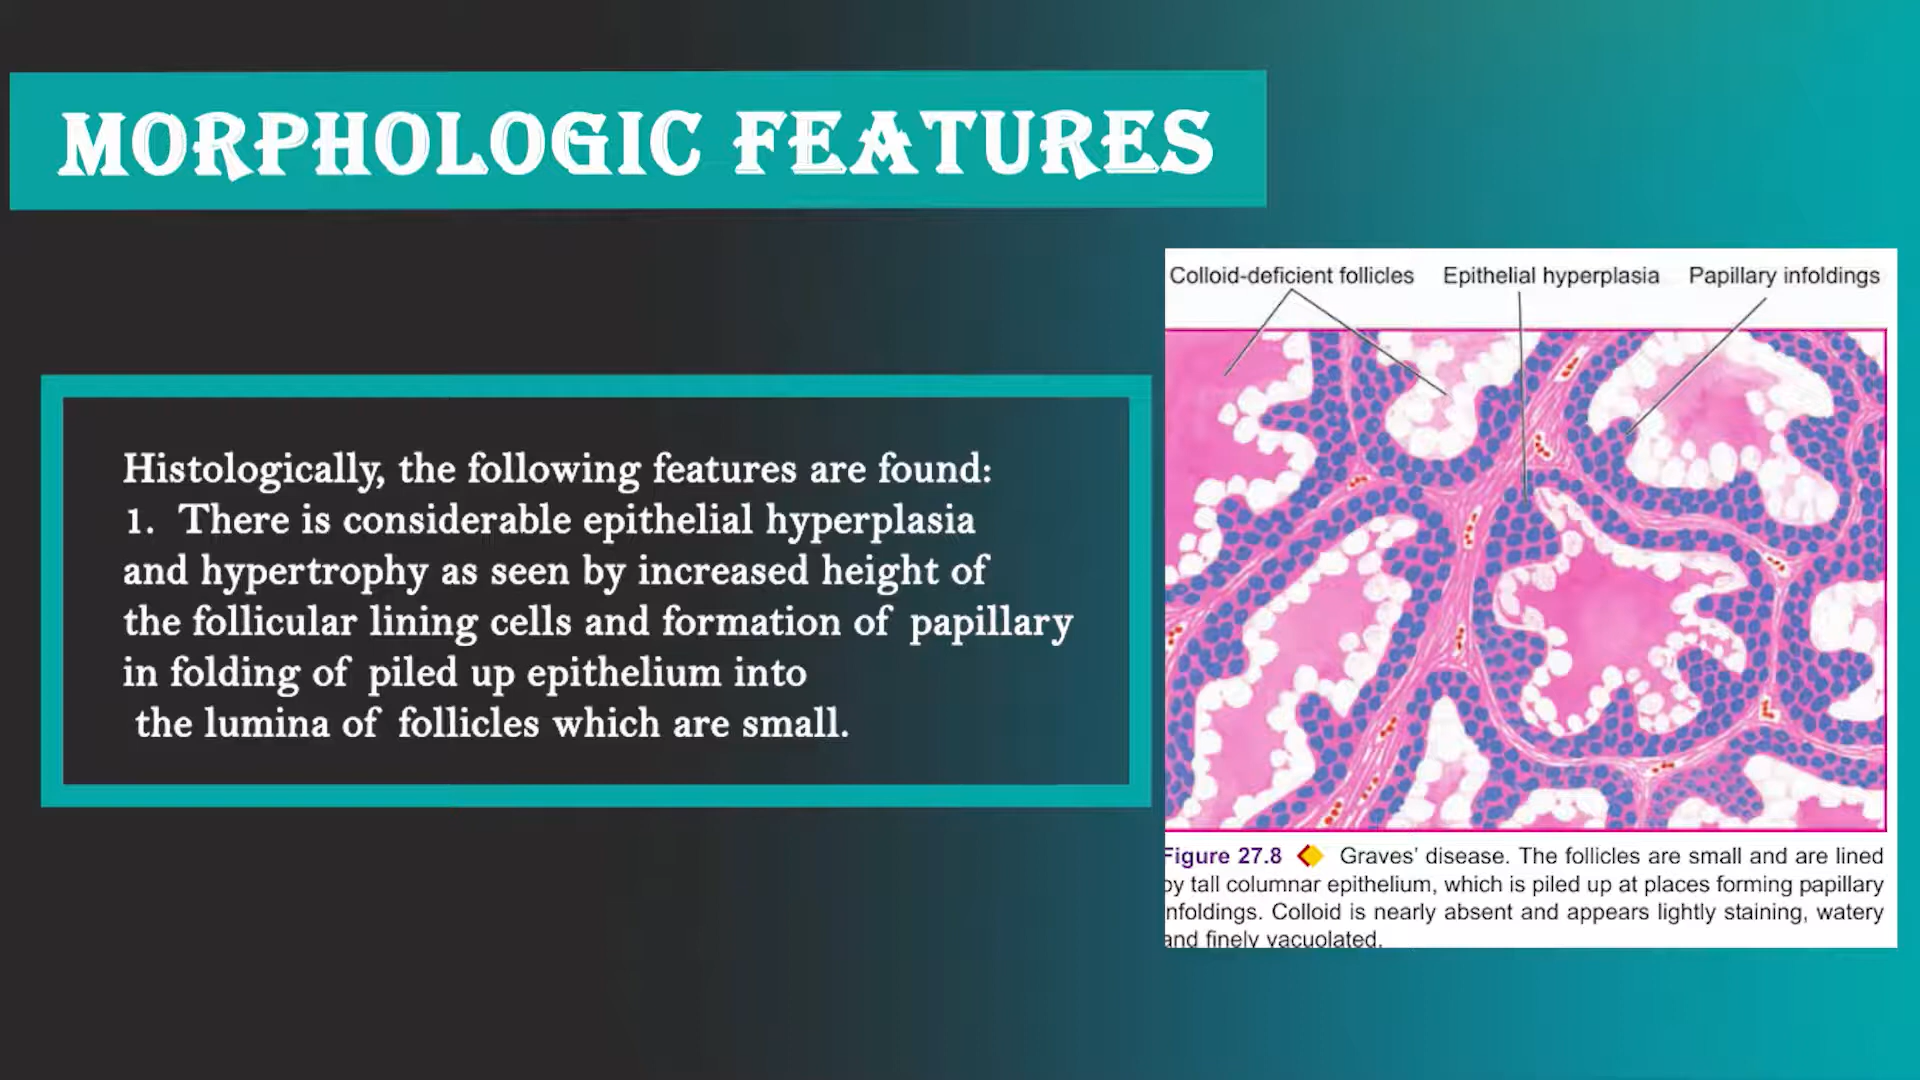 MORPHOLOGIC FEATURES
Histologically, the following features are found:
1. There is considerable epithelial hyperplasia
and hypertrophy as seen by increased height of
the follicular lining cells and formation of papillary
in folding of piled up epithelium into
the lumina of follicles which are small.
Colloid-deficient follicles Epithelial hyperplasia Papillary infoldings
Figure 27.8 Graves' disease. The follicles are small and are lined
by tall columnar epithelium, which is piled up at places forming papillary
nfoldings. Colloid is nearly absent and appears lightly staining, watery
and finely vacuolated.